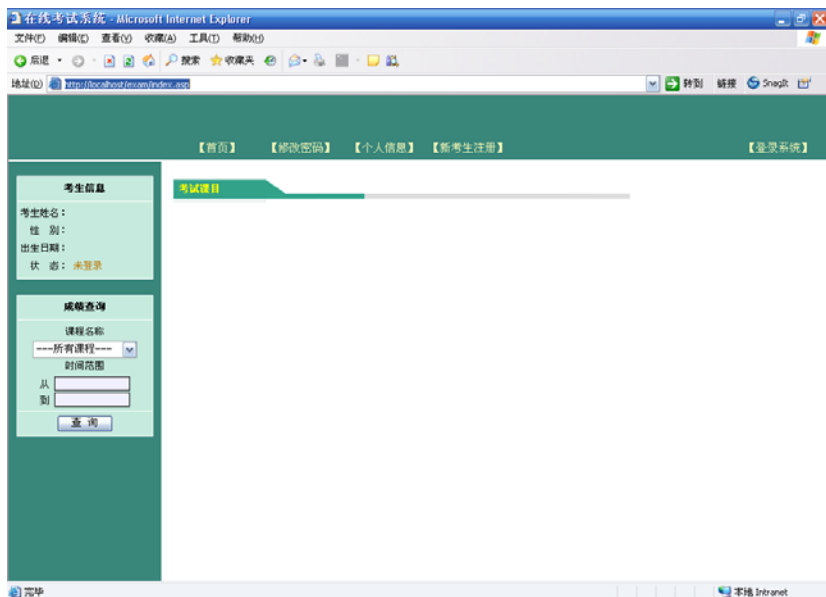 在线考试系统 - Microsoft Internet Explorer
文件(F) 编辑(E) 查看(V) 收藏(A) 工具(T) 帮助(H)
后退 搜索 收藏夹
地址(D) http://localhost/exam/index.asp 转到 链接 SnagIt
【首页】 【修改密码】 【个人信息】 【新考生注册】 【登录系统】
考生信息
考生姓名：
性 别：
出生日期：
状 态： 未登录
考试课目
成绩查询
课程名称
---所有课程---
时间范围
从
到
查 询
完毕 本地 Intranet